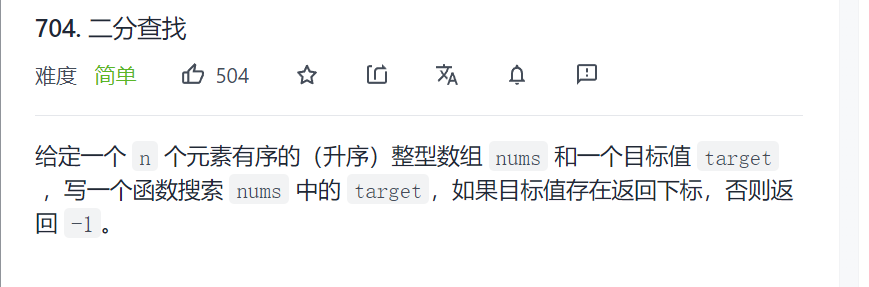 704. 二分查找
难度 简单 504
给定一个 n 个元素有序的（升序）整型数组 nums 和一个目标值 target
，写一个函数搜索 nums 中的 target，如果目标值存在返回下标，否则返
回 -1。